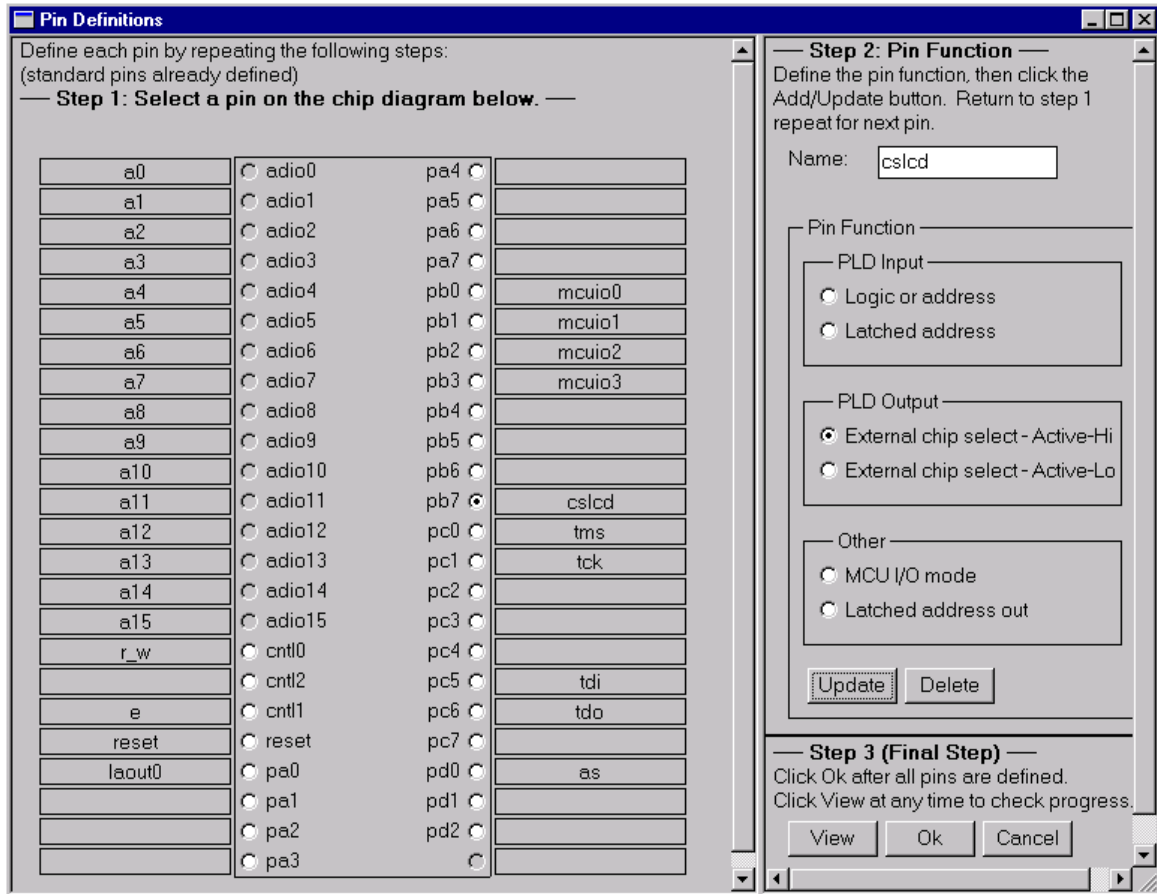 Pin Definitions
Define each pin by repeating the following steps:
(standard pins already defined)
Step 1: Select a pin on the chip diagram below.
a0 adio0 pa4
a1 adio1 pa5
a2 adio2 pa6
a3 adio3 pa7
a4 adio4 pb0 mcuio0
a5 adio5 pb1 mcuio1
a6 adio6 pb2 mcuio2
a7 adio7 pb3 mcuio3
a8 adio8 pb4
a9 adio9 pb5
a10 adio10 pb6
a11 adio11 pb7 cslcd
a12 adio12 pc0 tms
a13 adio13 pc1 tck
a14 adio14 pc2
a15 adio15 pc3
r_w cntl0 pc4
cntl2 pc5 tdi
e cntl1 pc6 tdo
reset reset pc7
laout0 pa0 pd0 as
pa1 pd1
pa2 pd2
pa3
Step 2: Pin Function
Define the pin function, then click the
Add/Update button. Return to step 1
repeat for next pin.
Name: cslcd
Pin Function
PLD Input
Logic or address
Latched address
PLD Output
External chip select - Active-Hi
External chip select - Active-Lo
Other
MCU I/O mode
Latched address out
Update Delete
Step 3 (Final Step)
Click Ok after all pins are defined.
Click View at any time to check progress.
View Ok Cancel